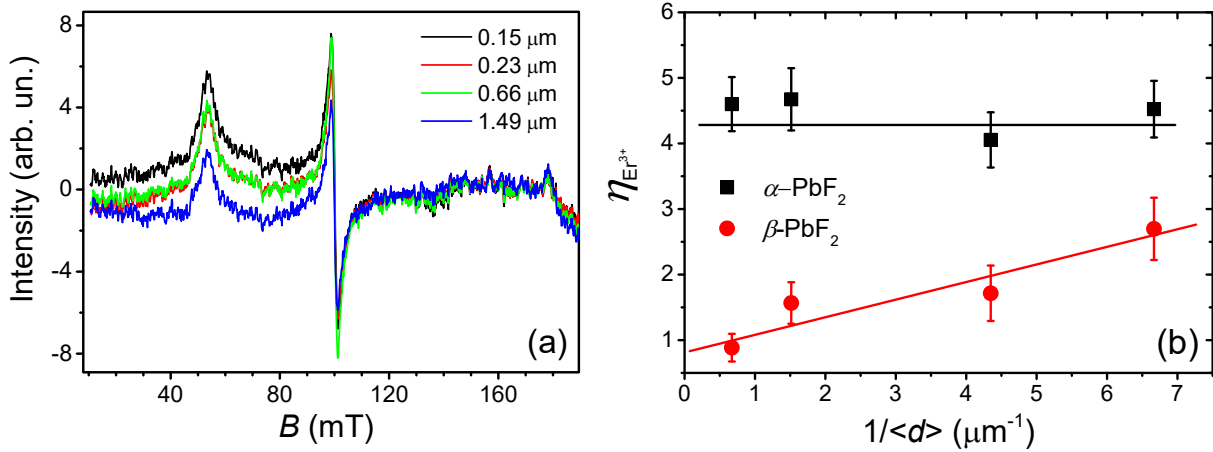 8
4
0
-4
-8
Intensity (arb. un.)
0.15 μm
0.23 μm
0.66 μm
1.49 μm
(a)
40 80 120 160
B (mT)
6
5
4
3
2
1
η_Er³⁺
α–PbF₂
β-PbF₂
(b)
0 1 2 3 4 5 6 7
1/<d> (μm⁻¹)